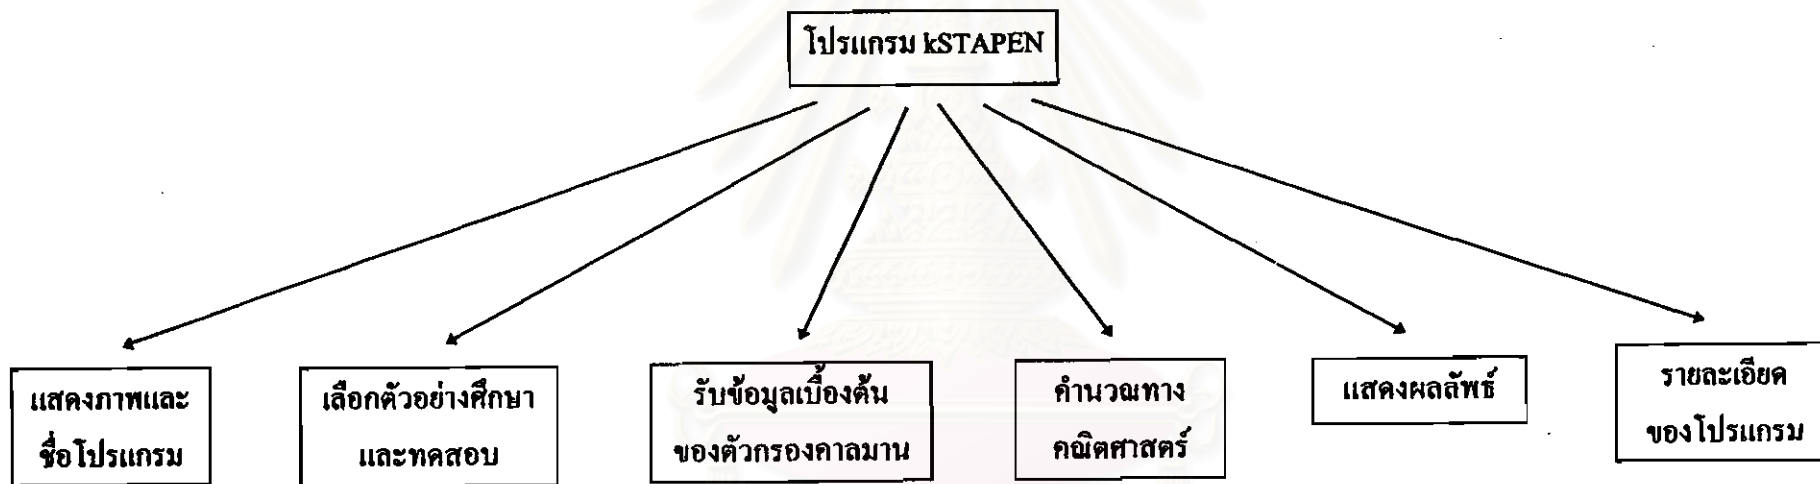 โปรแกรม kSTAPEN
แสดงภาพและ
ชื่อโปรแกรม
เลือกตัวอย่างศึกษา
และทดสอบ
รับข้อมูลเบื้องต้น
ของตัวกรองคาลมาน
คำนวณทาง
คณิตศาสตร์
แสดงผลลัพธ์
รายละเอียด
ของโปรแกรม